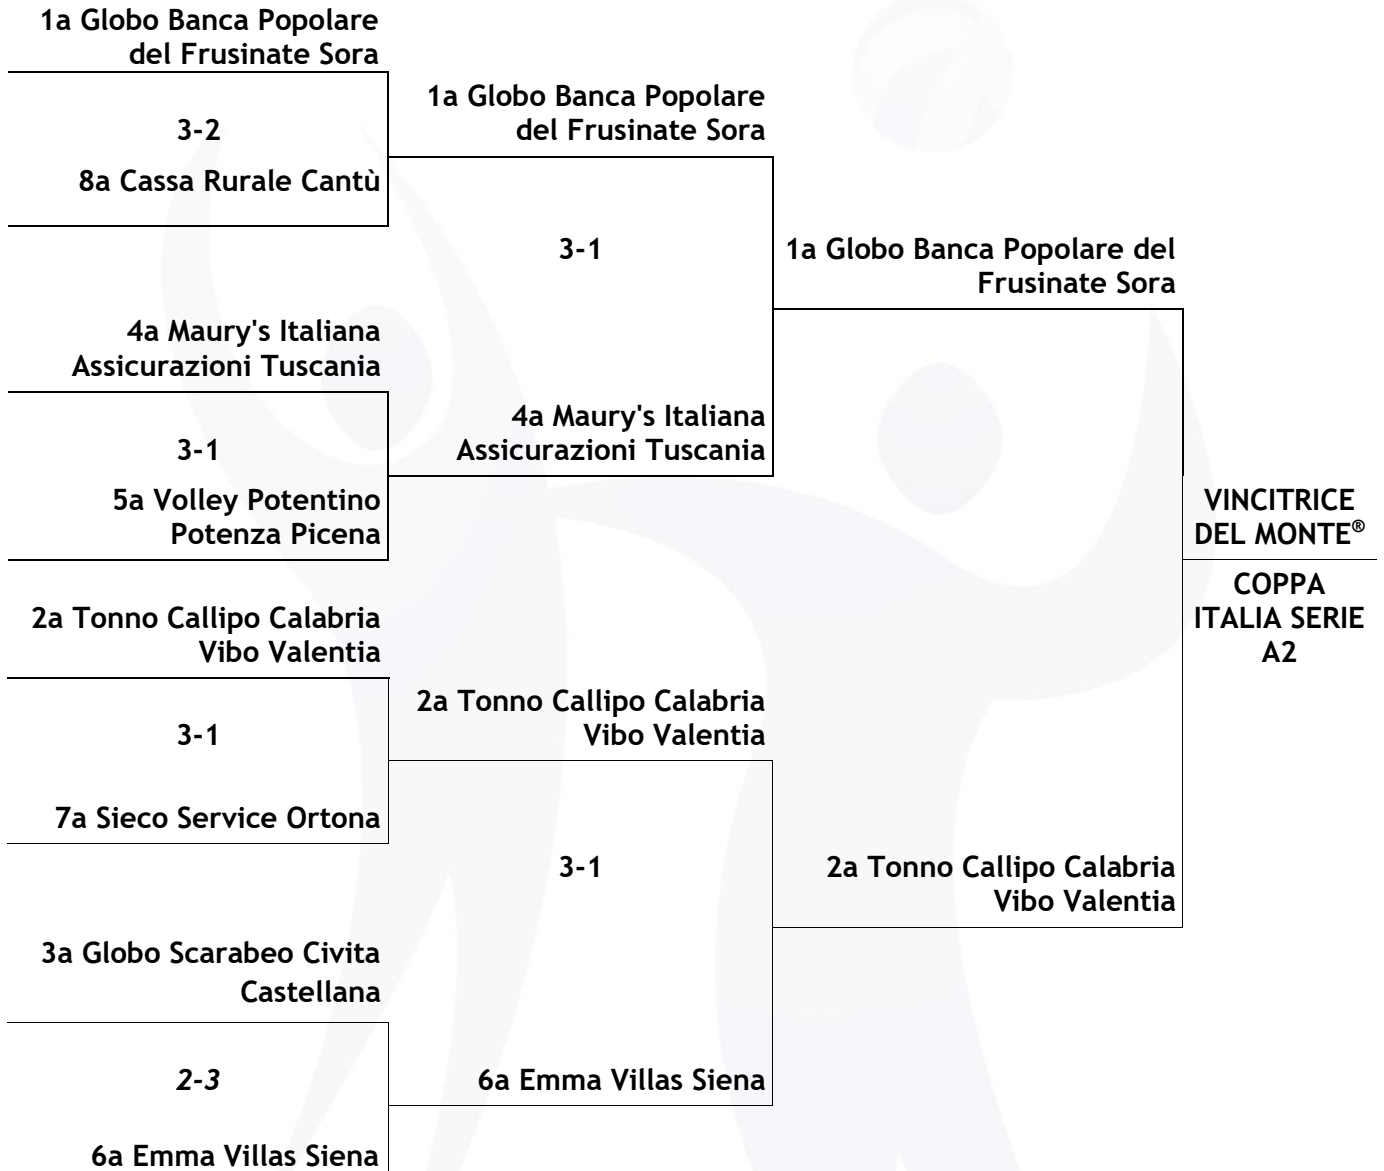 1a Globo Banca Popolare
del Frusinate Sora
3-2
8a Cassa Rurale Cantù
4a Maury's Italiana
Assicurazioni Tuscania
3-1
5a Volley Potentino
Potenza Picena
2a Tonno Callipo Calabria
Vibo Valentia
3-1
7a Sieco Service Ortona
3a Globo Scarabeo Civita
Castellana
2-3
6a Emma Villas Siena
1a Globo Banca Popolare
del Frusinate Sora
3-1
4a Maury's Italiana
Assicurazioni Tuscania
2a Tonno Callipo Calabria
Vibo Valentia
3-1
6a Emma Villas Siena
1a Globo Banca Popolare del
Frusinate Sora
2a Tonno Callipo Calabria
Vibo Valentia
VINCITRICE
DEL MONTE®
COPPA
ITALIA SERIE
A2